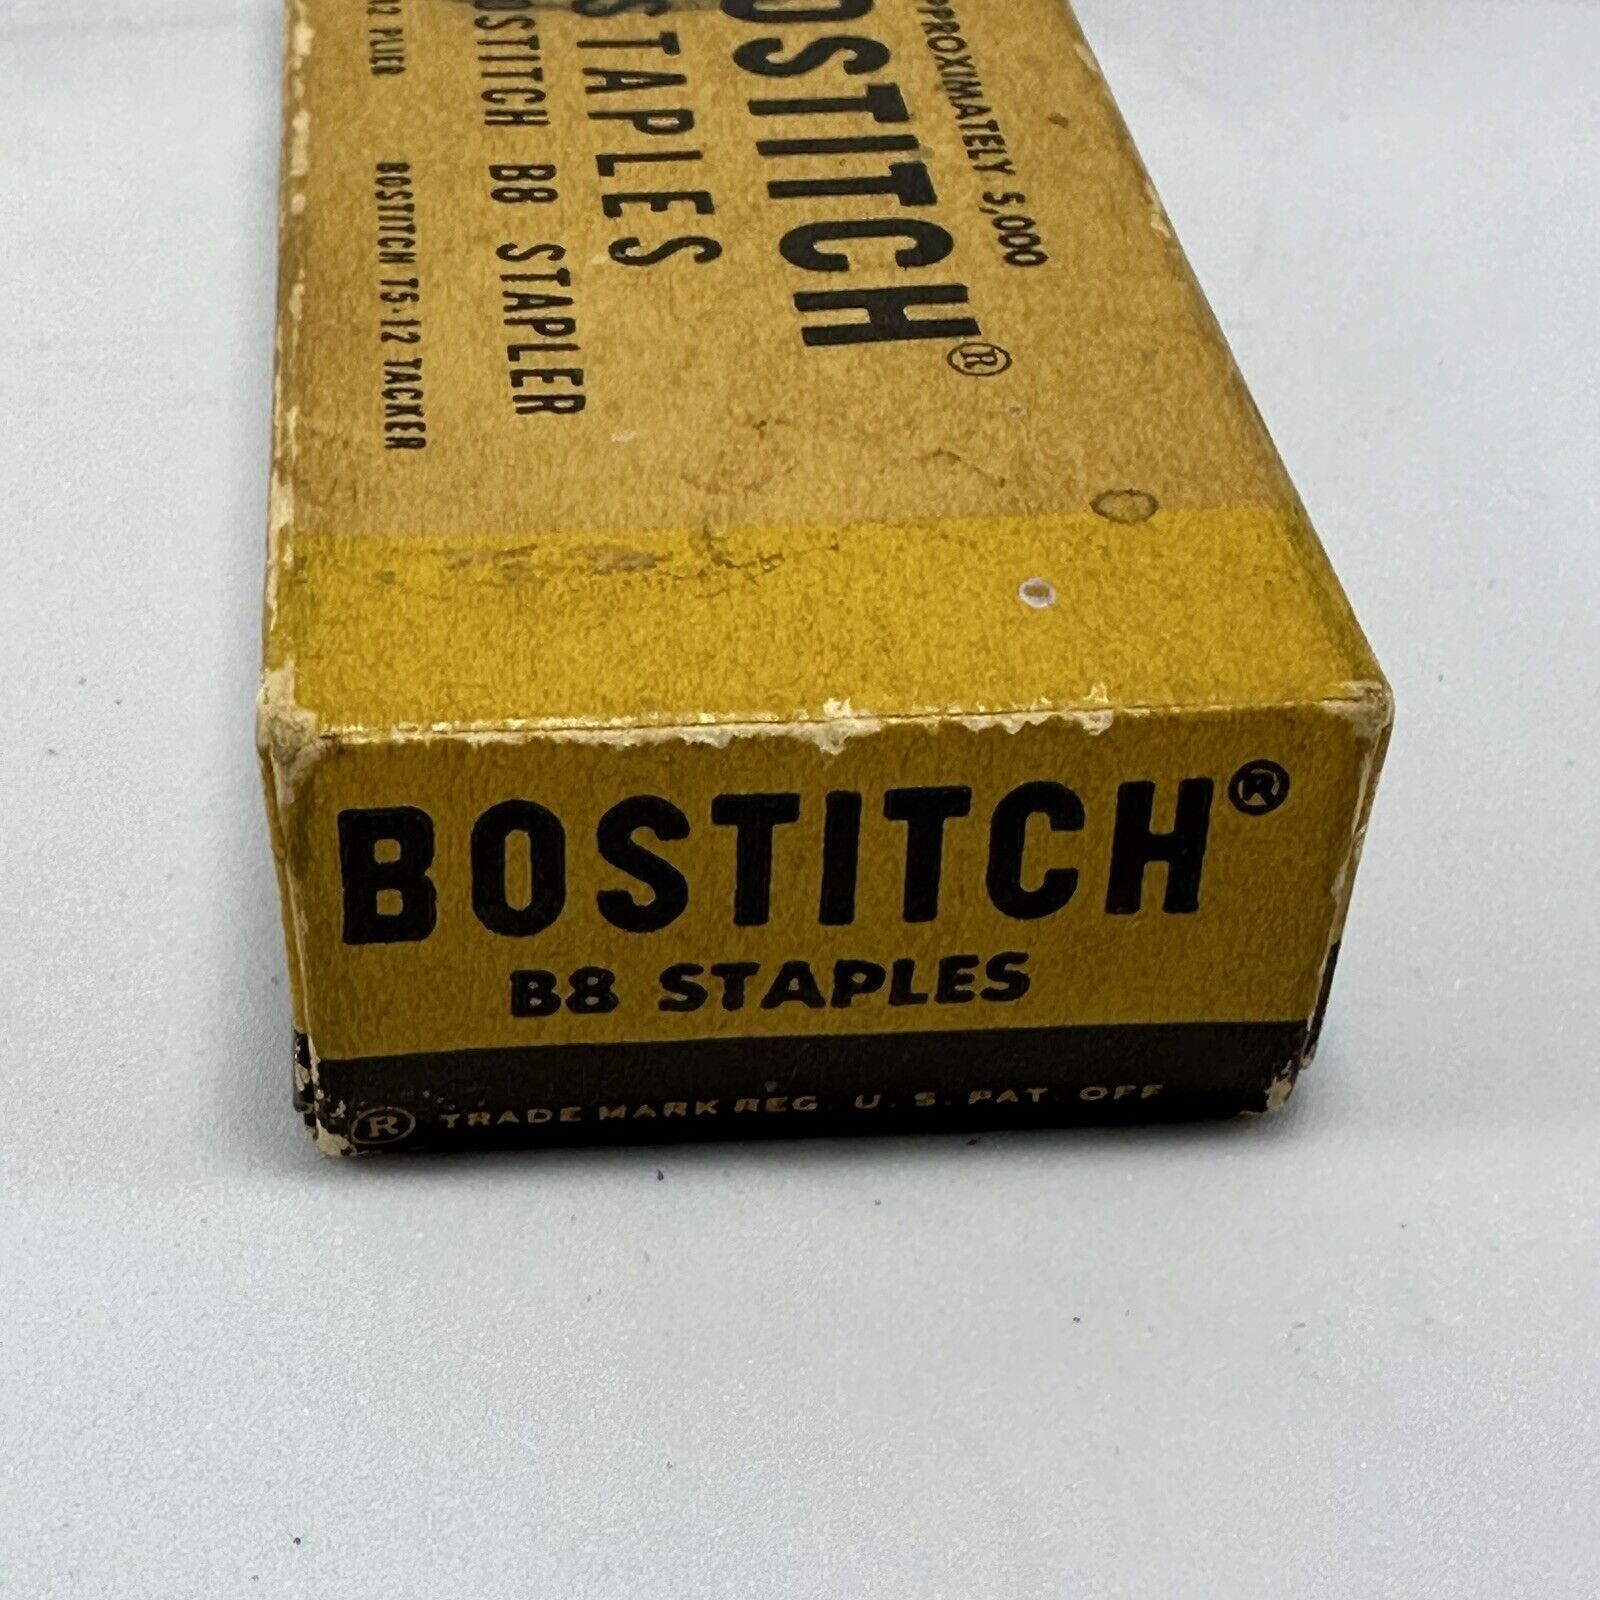 APPROXIMATELY 5,000
BOSTITCH®
STAPLES
BOSTITCH B8 STAPLER
PLIER BOSTITCH T5-12 TACKER
BOSTITCH®
B8 STAPLES
® TRADE MARK REG. U. S. PAT. OFF